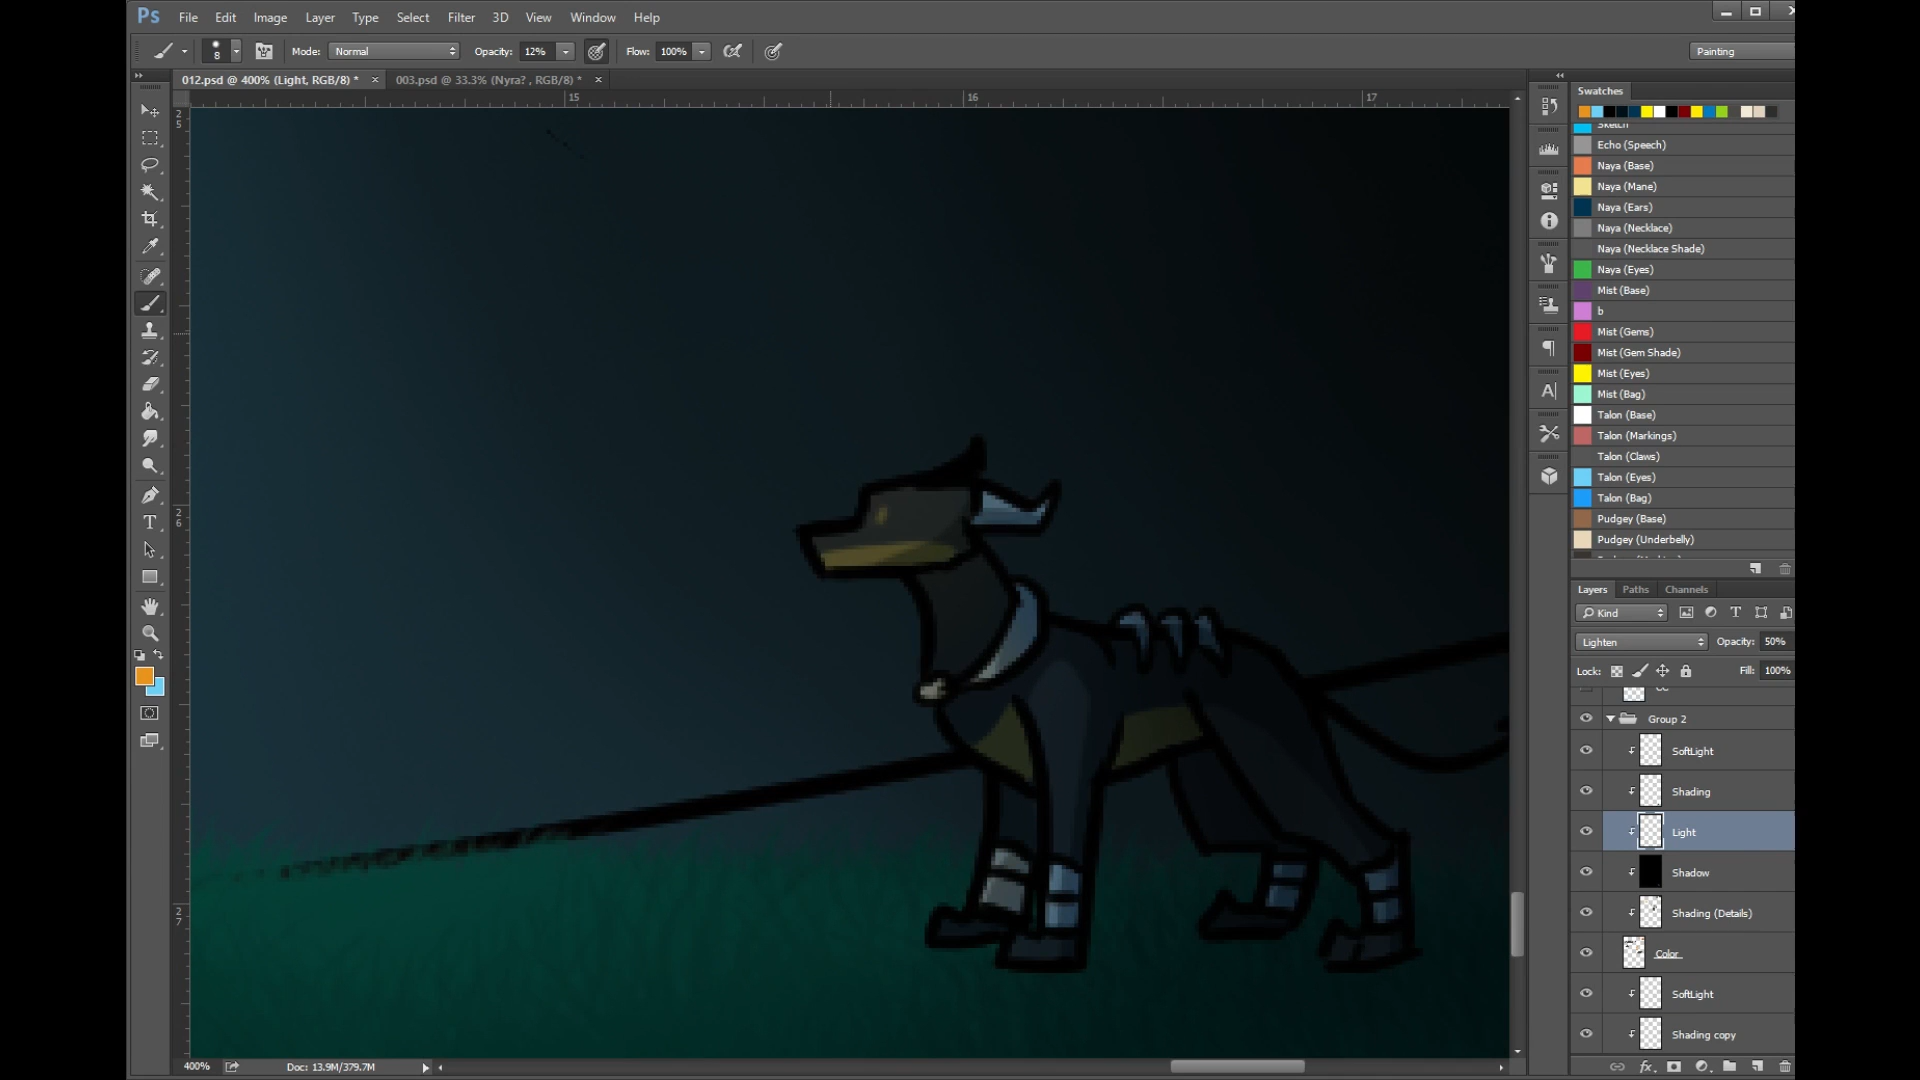 Ps File Edit Image Layer Type Select Filter 3D View Window Help
8 Mode: Normal Opacity: 12% Flow: 100% Painting
012.psd @ 400% (Light, RGB/8) * × 003.psd @ 33.3% (Nyra? , RGB/8) * ×
15 16 17
25
26
27
Swatches
Sketch
Echo (Speech)
Naya (Base)
Naya (Mane)
Naya (Ears)
Naya (Necklace)
Naya (Necklace Shade)
Naya (Eyes)
Mist (Base)
b
Mist (Gems)
Mist (Gem Shade)
Mist (Eyes)
Mist (Bag)
Talon (Base)
Talon (Markings)
Talon (Claws)
Talon (Eyes)
Talon (Bag)
Pudgey (Base)
Pudgey (Underbelly)
Layers Paths Channels
Kind
Lighten Opacity: 50%
Lock: Fill: 100%
Group 2
SoftLight
Shading
Light
Shadow
Shading (Details)
Color
SoftLight
Shading copy
400% Doc: 13.9M/379.7M